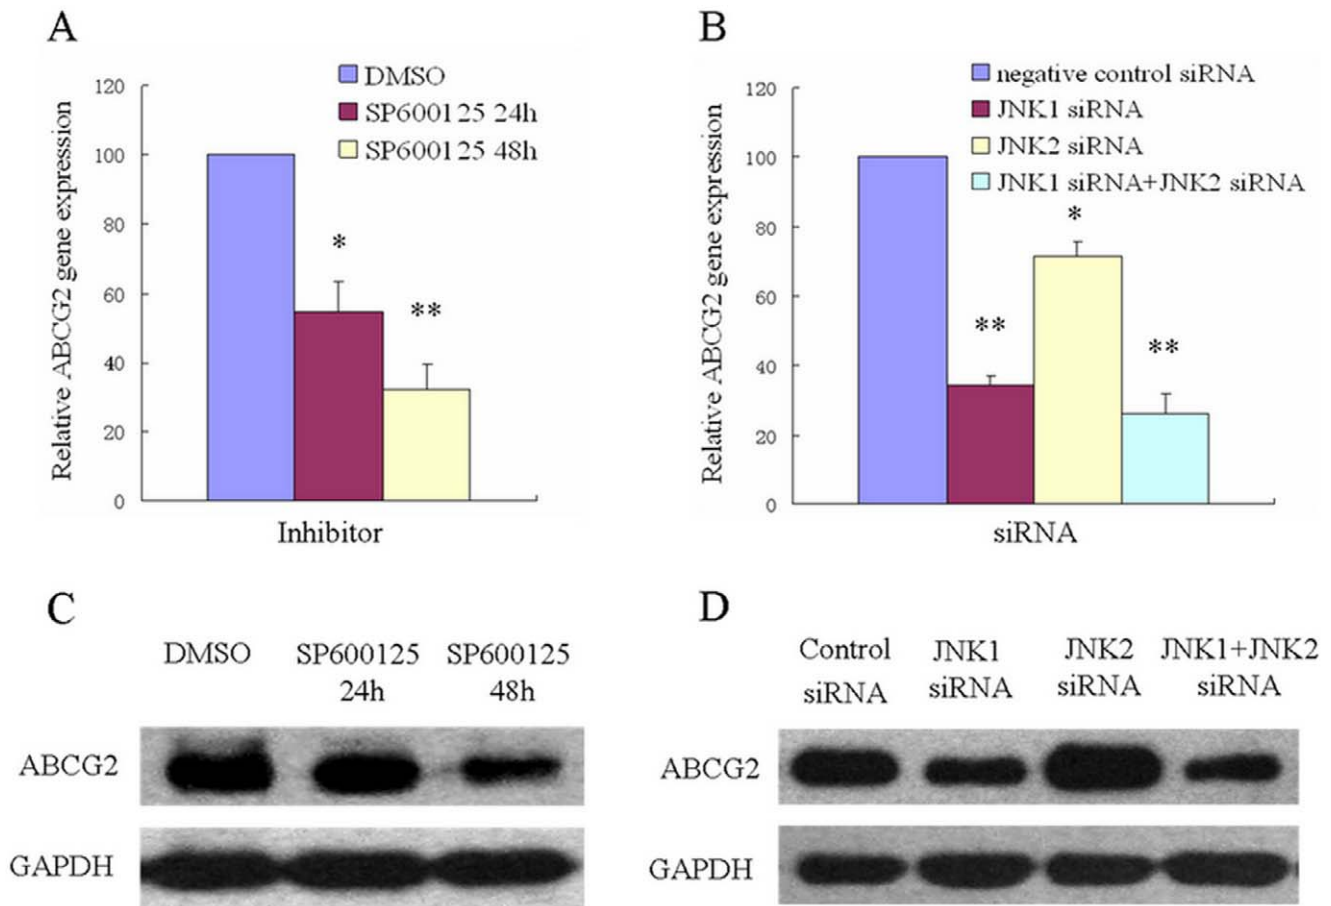 A
Relative ABCG2 gene expression
120
100
80
60
40
20
0
DMSO
SP600125 24h
SP600125 48h
*
**
Inhibitor
B
Relative ABCG2 gene expression
120
100
80
60
40
20
0
negative control siRNA
JNK1 siRNA
JNK2 siRNA
JNK1 siRNA+JNK2 siRNA
**
*
**
siRNA
C
DMSO
SP600125
24h
SP600125
48h
ABCG2
GAPDH
D
Control
siRNA
JNK1
siRNA
JNK2
siRNA
JNK1+JNK2
siRNA
ABCG2
GAPDH